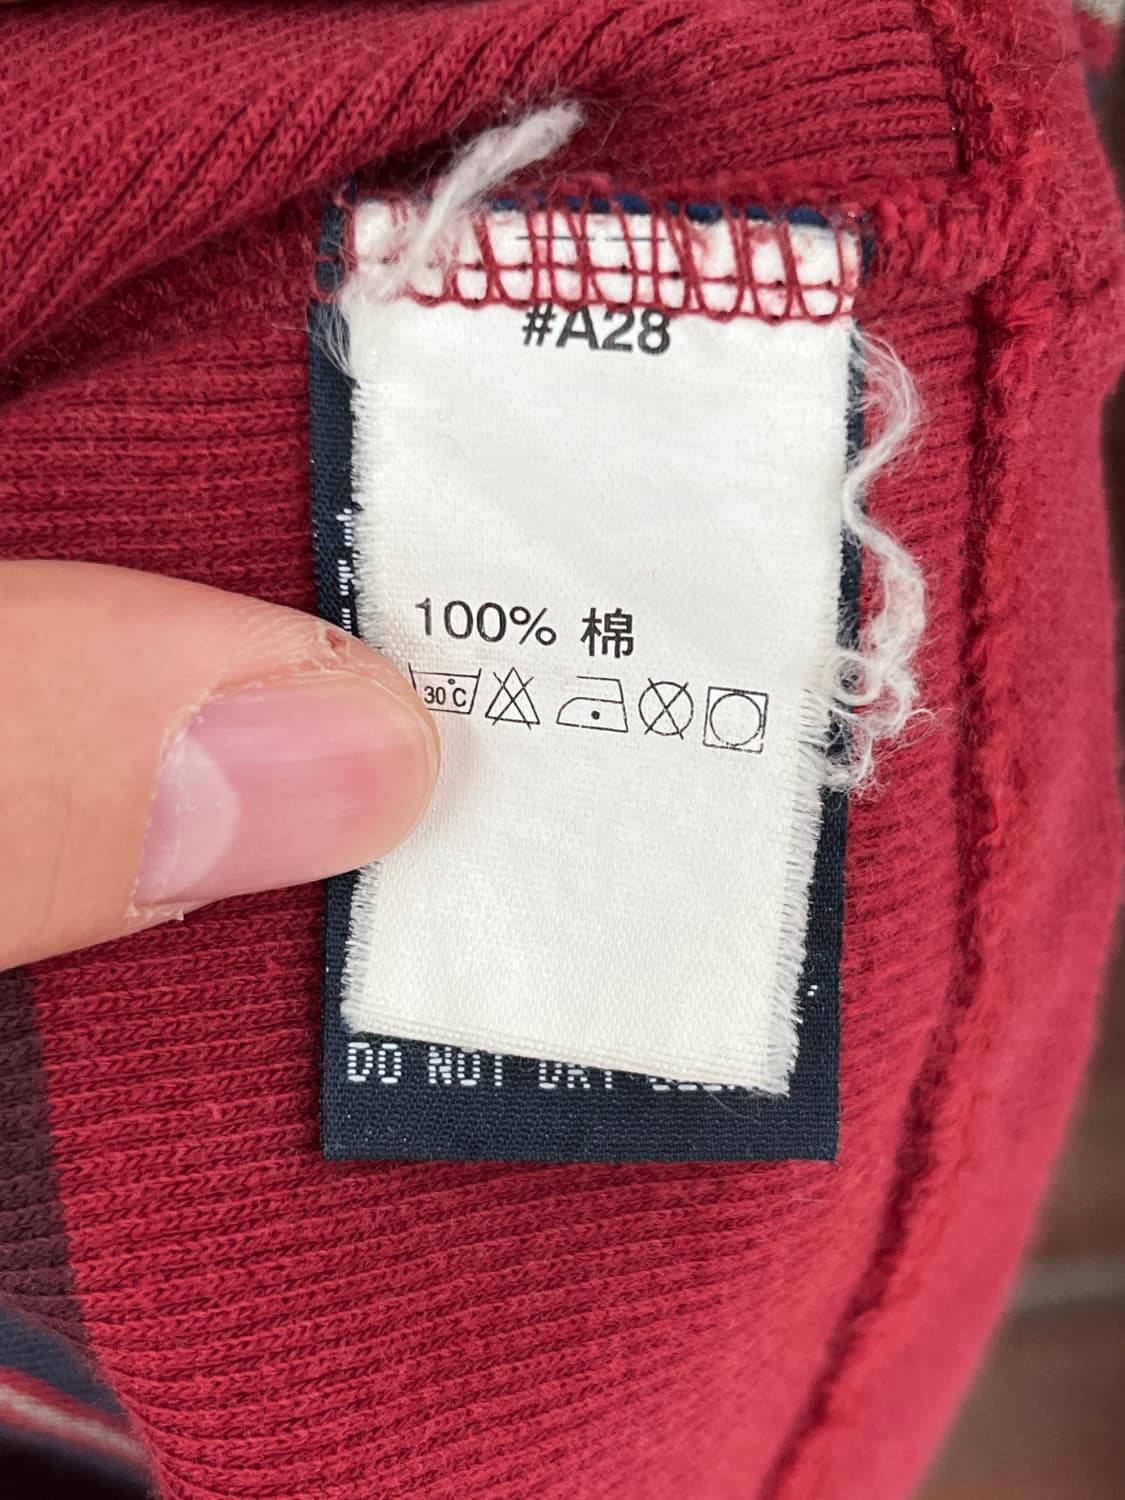 #A28
100% 棉
30°C
DO NOT DRY